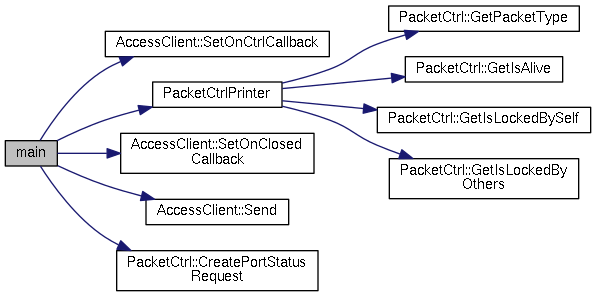 main
AccessClient::SetOnCtrlCallback
PacketCtrlPrinter
AccessClient::SetOnClosed
Callback
AccessClient::Send
PacketCtrl::CreatePortStatus
Request
PacketCtrl::GetPacketType
PacketCtrl::GetIsAlive
PacketCtrl::GetIsLockedBySelf
PacketCtrl::GetIsLockedBy
Others